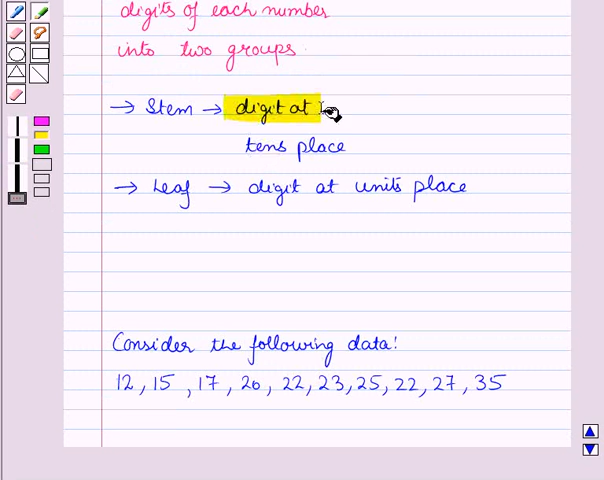 digits of each number
into two groups.
→ Stem → digit at
tens place
→ Leaf → digit at units place
Consider the following data:
12, 15, 17, 20, 22, 23, 25, 22, 27, 35